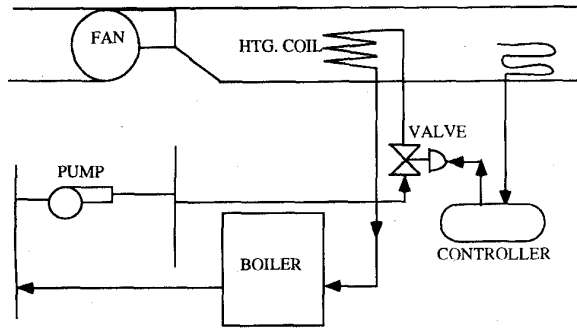 FAN
HTG. COIL
VALVE
PUMP
BOILER
CONTROLLER